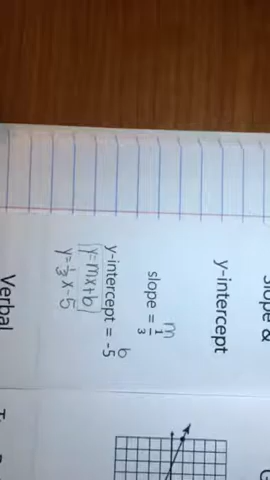 Slope &
y-intercept
m
slope = 1/3
b
y-intercept = -5
y=mx+b
y=1/3x-5
Verbal